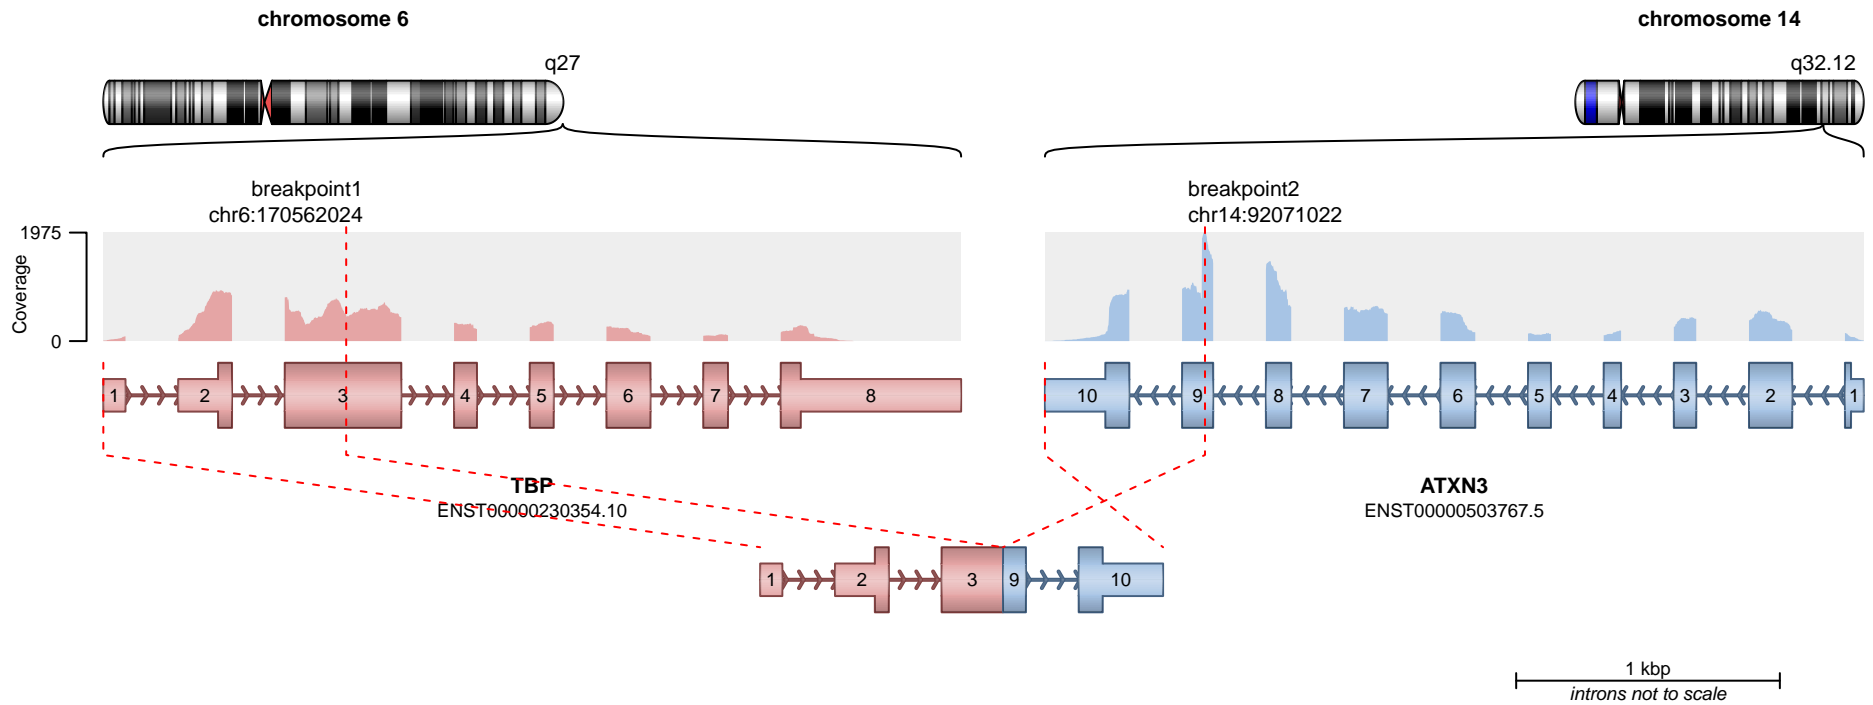 chromosome 6
chromosome 14
q27
q32.12
breakpoint1
chr6:170562024
breakpoint2
chr14:92071022
1975
Coverage
0
1 2 3 4 5 6 7 8
10 9 8 7 6 5 4 3 2 1
TBP
ENST00000230354.10
ATXN3
ENST00000503767.5
1 2 3 9 10
1 kbp
introns not to scale